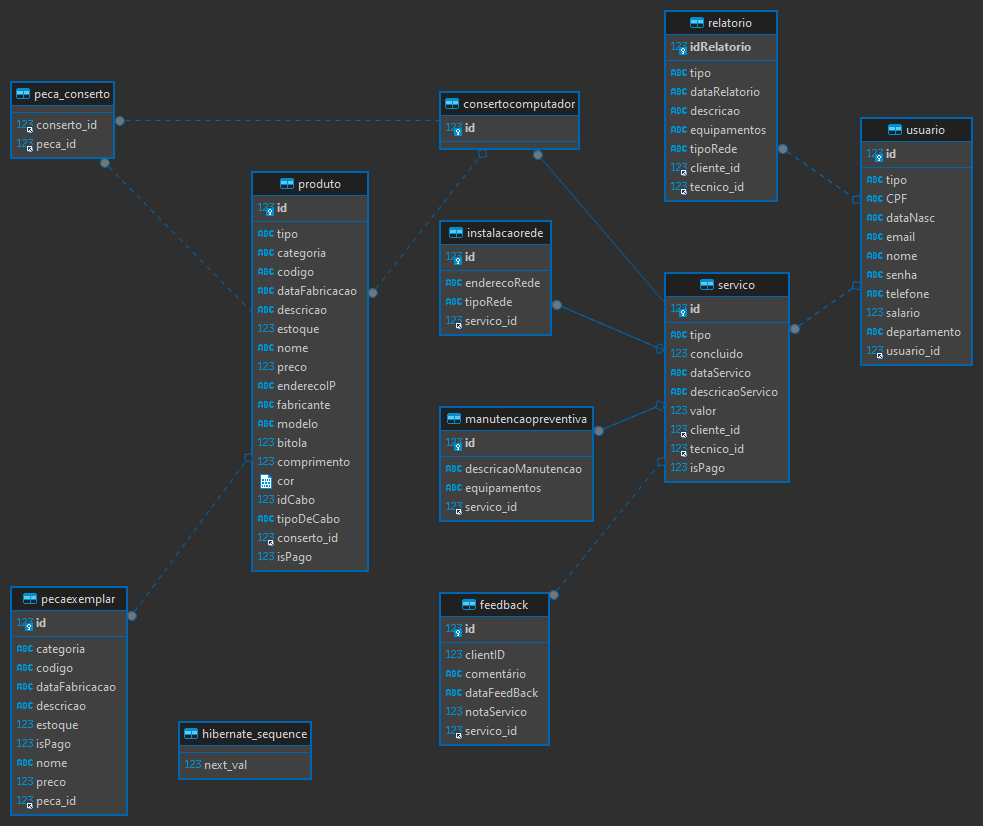 peca_conserto
123 conserto_id
123 peca_id
produto
123 id
ABC tipo
ABC categoria
ABC codigo
ABC dataFabricacao
ABC descricao
123 estoque
ABC nome
123 preco
ABC enderecoIP
ABC fabricante
ABC modelo
123 bitola
123 comprimento
cor
123 idCabo
ABC tipoDeCabo
123 conserto_id
123 isPago
pecaexemplar
123 id
ABC categoria
ABC codigo
ABC dataFabricacao
ABC descricao
123 estoque
123 isPago
ABC nome
123 preco
123 peca_id
hibernate_sequence
123 next_val
consertocomputador
123 id
instalacaorede
123 id
ABC enderecoRede
ABC tipoRede
123 servico_id
manutencaopreventiva
123 id
ABC descricaoManutencao
ABC equipamentos
123 servico_id
feedback
123 id
123 clientID
ABC comentário
ABC dataFeedBack
123 notaServico
123 servico_id
relatorio
123 idRelatorio
ABC tipo
ABC dataRelatorio
ABC descricao
ABC equipamentos
ABC tipoRede
123 cliente_id
123 tecnico_id
servico
123 id
ABC tipo
123 concluido
ABC dataServico
ABC descricaoServico
123 valor
123 cliente_id
123 tecnico_id
123 isPago
usuario
123 id
ABC tipo
ABC CPF
ABC dataNasc
ABC email
ABC nome
ABC senha
ABC telefone
123 salario
ABC departamento
123 usuario_id